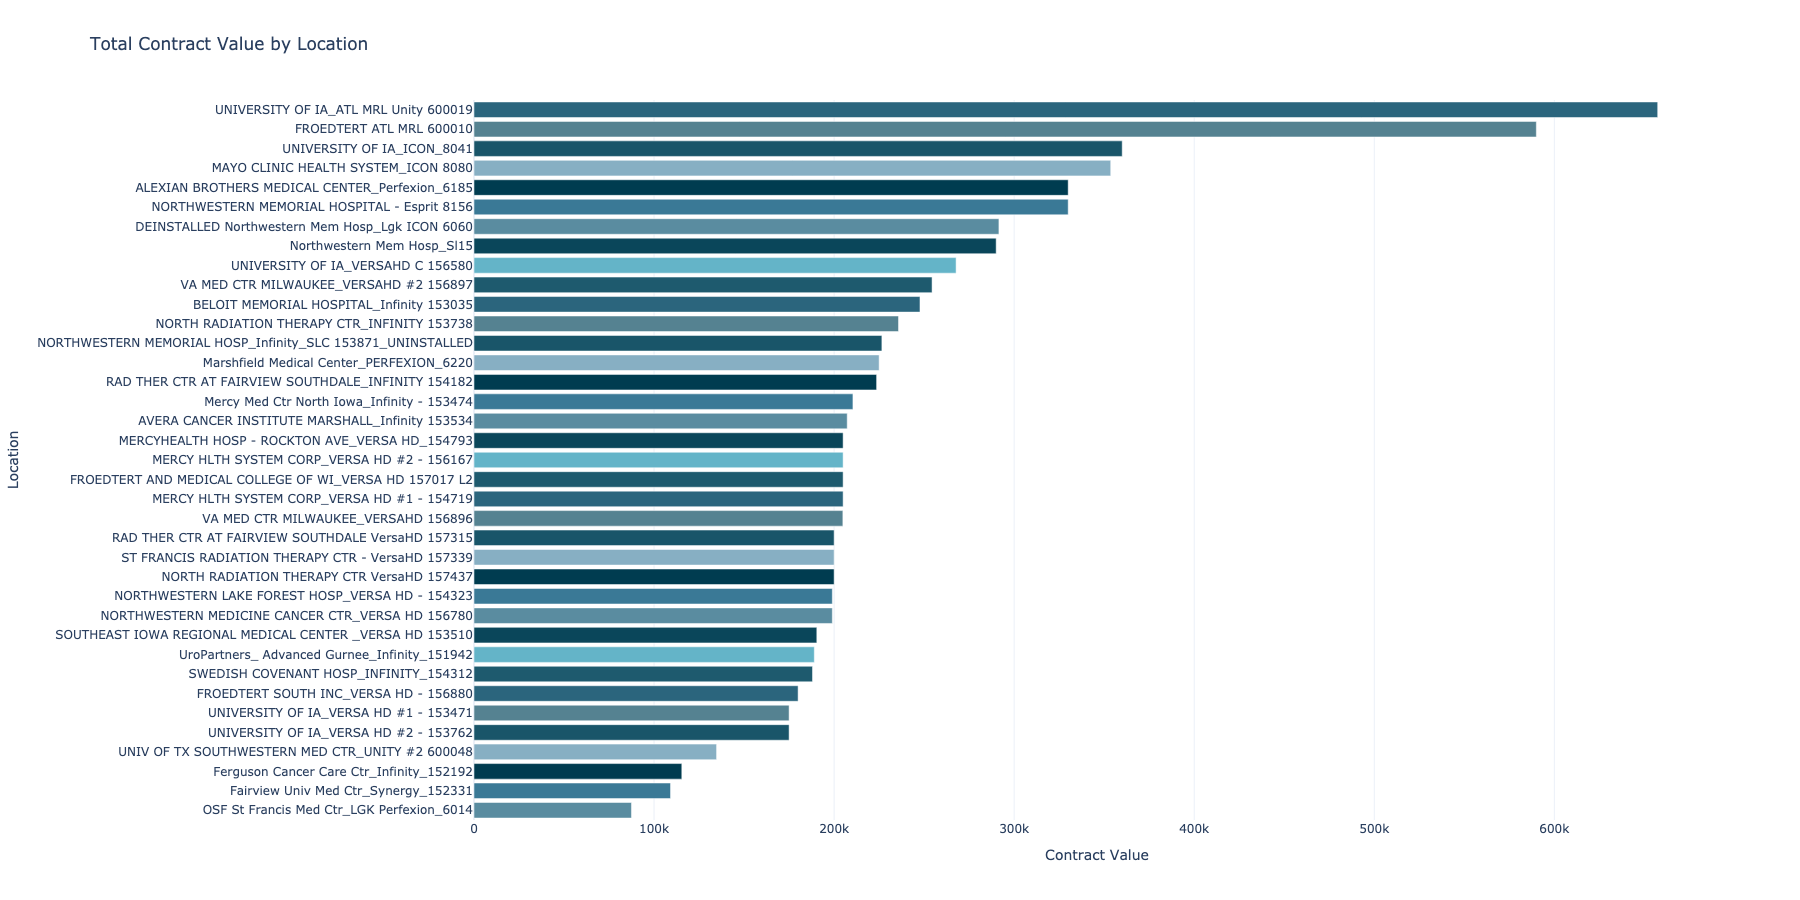 Total Contract Value by Location
UNIVERSITY OF IA_ATL MRL Unity 600019
FROEDTERT ATL MRL 600010
UNIVERSITY OF IA_ICON_8041
MAYO CLINIC HEALTH SYSTEM_ICON 8080
ALEXIAN BROTHERS MEDICAL CENTER_Perfexion_6185
NORTHWESTERN MEMORIAL HOSPITAL - Esprit 8156
DEINSTALLED Northwestern Mem Hosp_Lgk ICON 6060
Northwestern Mem Hosp_Sl15
UNIVERSITY OF IA_VERSAHD C 156580
VA MED CTR MILWAUKEE_VERSAHD #2 156897
BELOIT MEMORIAL HOSPITAL_Infinity 153035
NORTH RADIATION THERAPY CTR_INFINITY 153738
NORTHWESTERN MEMORIAL HOSP_Infinity_SLC 153871_UNINSTALLED
Marshfield Medical Center_PERFEXION_6220
RAD THER CTR AT FAIRVIEW SOUTHDALE_INFINITY 154182
Mercy Med Ctr North Iowa_Infinity - 153474
AVERA CANCER INSTITUTE MARSHALL_Infinity 153534
MERCYHEALTH HOSP - ROCKTON AVE_VERSA HD_154793
MERCY HLTH SYSTEM CORP_VERSA HD #2 - 156167
FROEDTERT AND MEDICAL COLLEGE OF WI_VERSA HD 157017 L2
MERCY HLTH SYSTEM CORP_VERSA HD #1 - 154719
VA MED CTR MILWAUKEE_VERSAHD 156896
RAD THER CTR AT FAIRVIEW SOUTHDALE VersaHD 157315
ST FRANCIS RADIATION THERAPY CTR - VersaHD 157339
NORTH RADIATION THERAPY CTR VersaHD 157437
NORTHWESTERN LAKE FOREST HOSP_VERSA HD - 154323
NORTHWESTERN MEDICINE CANCER CTR_VERSA HD 156780
SOUTHEAST IOWA REGIONAL MEDICAL CENTER _VERSA HD 153510
UroPartners_ Advanced Gurnee_Infinity_151942
SWEDISH COVENANT HOSP_INFINITY_154312
FROEDTERT SOUTH INC_VERSA HD - 156880
UNIVERSITY OF IA_VERSA HD #1 - 153471
UNIVERSITY OF IA_VERSA HD #2 - 153762
UNIV OF TX SOUTHWESTERN MED CTR_UNITY #2 600048
Ferguson Cancer Care Ctr_Infinity_152192
Fairview Univ Med Ctr_Synergy_152331
OSF St Francis Med Ctr_LGK Perfexion_6014
0 100k 200k 300k 400k 500k 600k
Contract Value
Location